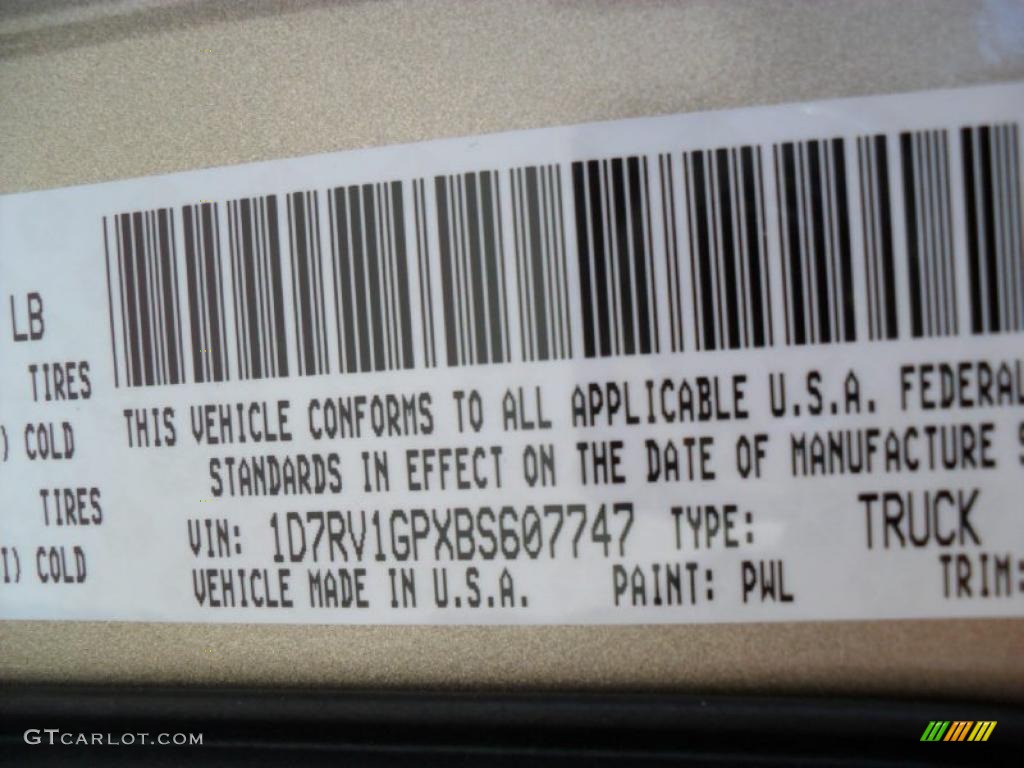 LB
TIRES
) COLD
TIRES
I) COLD
THIS VEHICLE CONFORMS TO ALL APPLICABLE U.S.A. FEDERAL
STANDARDS IN EFFECT ON THE DATE OF MANUFACTURE S
VIN: 1D7RV1GPXBS607747 TYPE: TRUCK
VEHICLE MADE IN U.S.A. PAINT: PWL TRIM:
GTCARLOT.COM